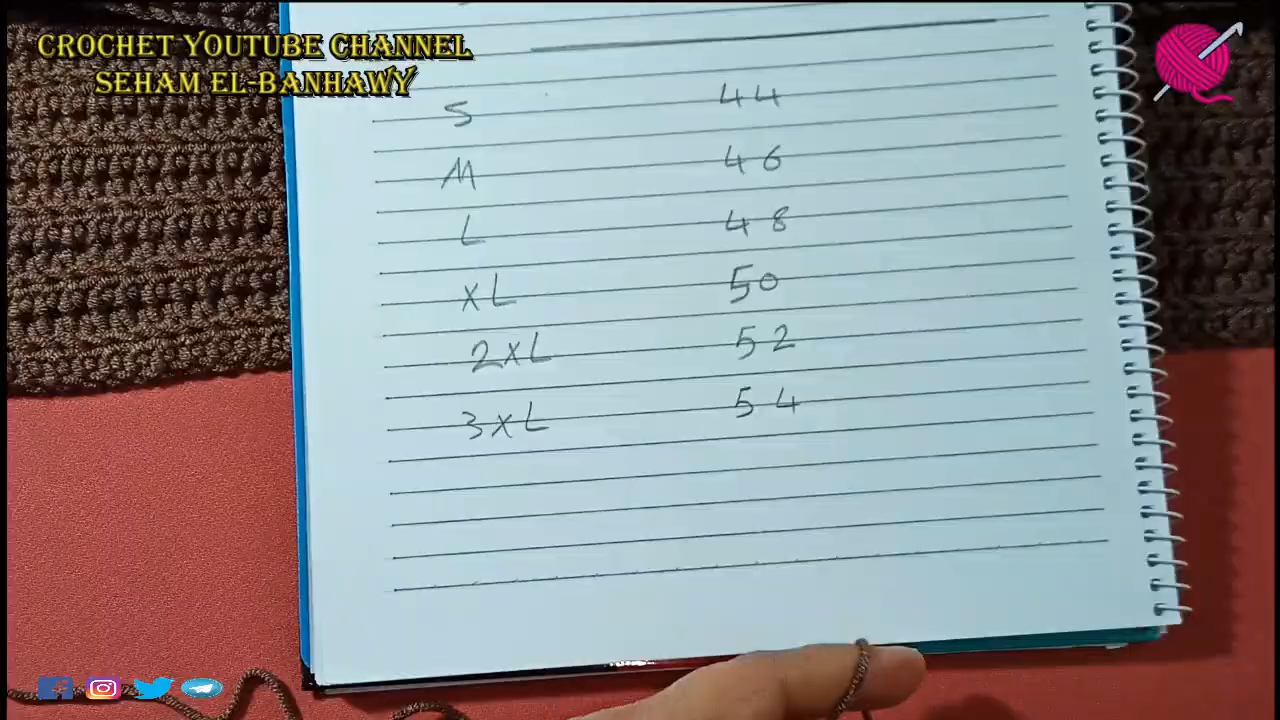 CROCHET YOUTUBE CHANNEL
SEHAM EL-BANHAWY
S 44
M 46
L 48
XL 50
2XL 52
3XL 54